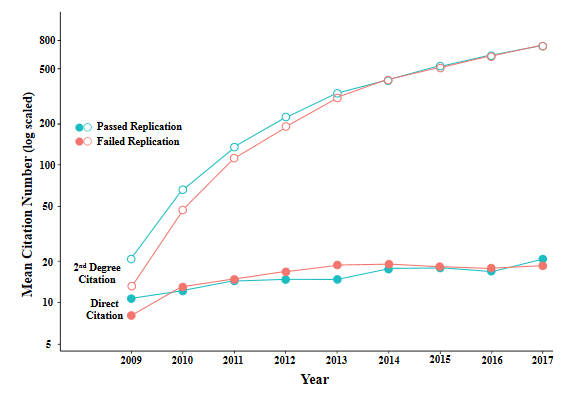 Mean Citation Number (log scaled)
800
500
200
100
50
20
10
5
Passed Replication
Failed Replication
2nd Degree
Citation
Direct
Citation
2009 2010 2011 2012 2013 2014 2015 2016 2017
Year